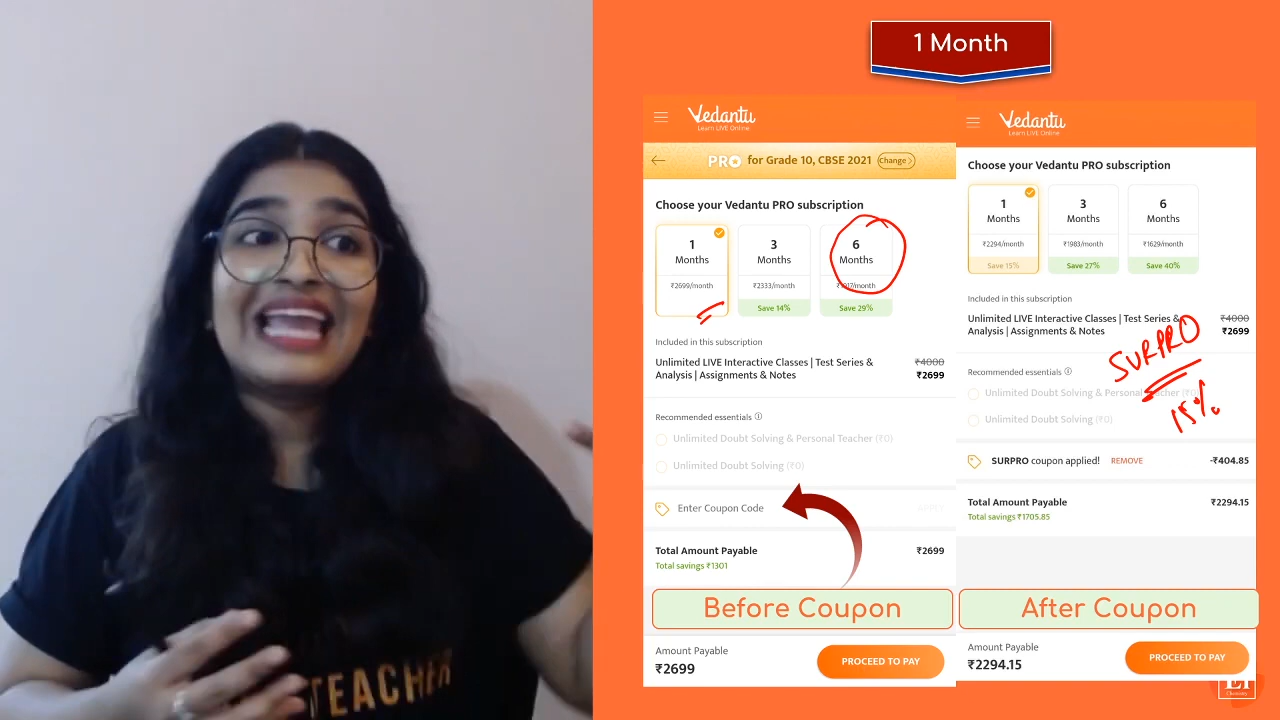 1 Month
Vedantu
Learn LIVE Online
PRO for Grade 10, CBSE 2021 Change
Choose your Vedantu PRO subscription
1
Months
₹2699/month
3
Months
₹2333/month
Save 14%
6
Months
/month
Save 29%
Included in this subscription
Unlimited LIVE Interactive Classes | Test Series &
Analysis | Assignments & Notes
₹4000
₹2699
Recommended essentials
Unlimited Doubt Solving & Personal Teacher (₹0)
Unlimited Doubt Solving (₹0)
Enter Coupon Code APPLY
Total Amount Payable ₹2699
Total savings ₹1301
Before Coupon
Amount Payable
₹2699
PROCEED TO PAY
Vedantu
Learn LIVE Online
Choose your Vedantu PRO subscription
1
Months
₹2294/month
Save 15%
3
Months
₹1983/month
Save 27%
6
Months
₹1629/month
Save 40%
Included in this subscription
Unlimited LIVE Interactive Classes | Test Series &
Analysis | Assignments & Notes
₹4000
₹2699
SURPRO
15%
Recommended essentials
Unlimited Doubt Solving & Personal
Unlimited Doubt Solving (₹0)
SURPRO coupon applied! REMOVE -₹404.85
Total Amount Payable ₹2294.15
Total savings ₹1705.85
After Coupon
Amount Payable
₹2294.15
PROCEED TO PAY
TEACHER